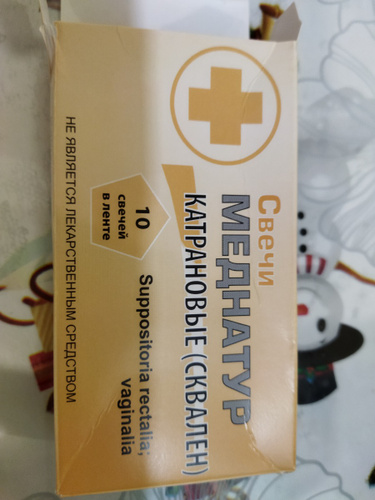 Свечи
МЕДНАТУР
КАТРАНОВЫЕ (СКВАЛЕН)
10
свечей
в ленте
Suppositoria rectalia;
vaginalia
НЕ ЯВЛЯЕТСЯ ЛЕКАРСТВЕННЫМ СРЕДСТВОМ